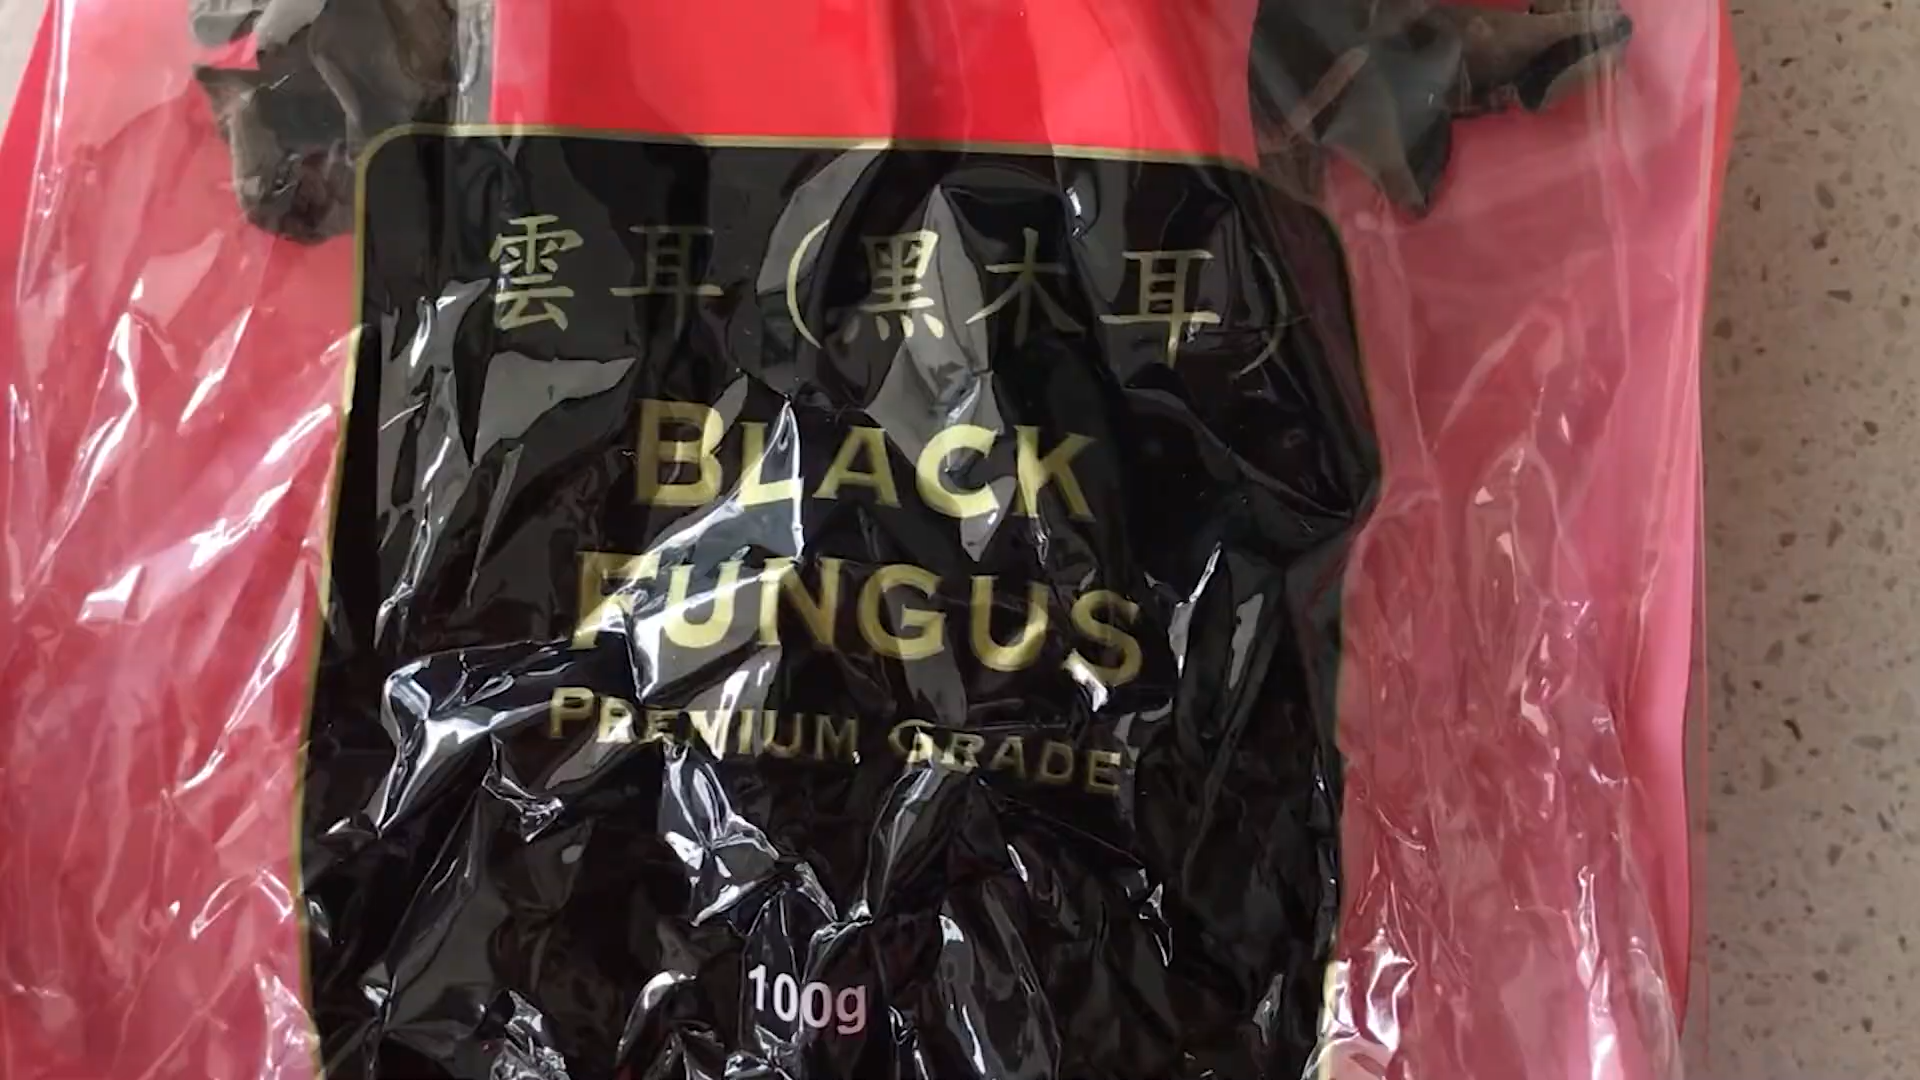 雲耳(黑木耳)
BLACK
FUNGUS
PREMIUM GRADE
100g